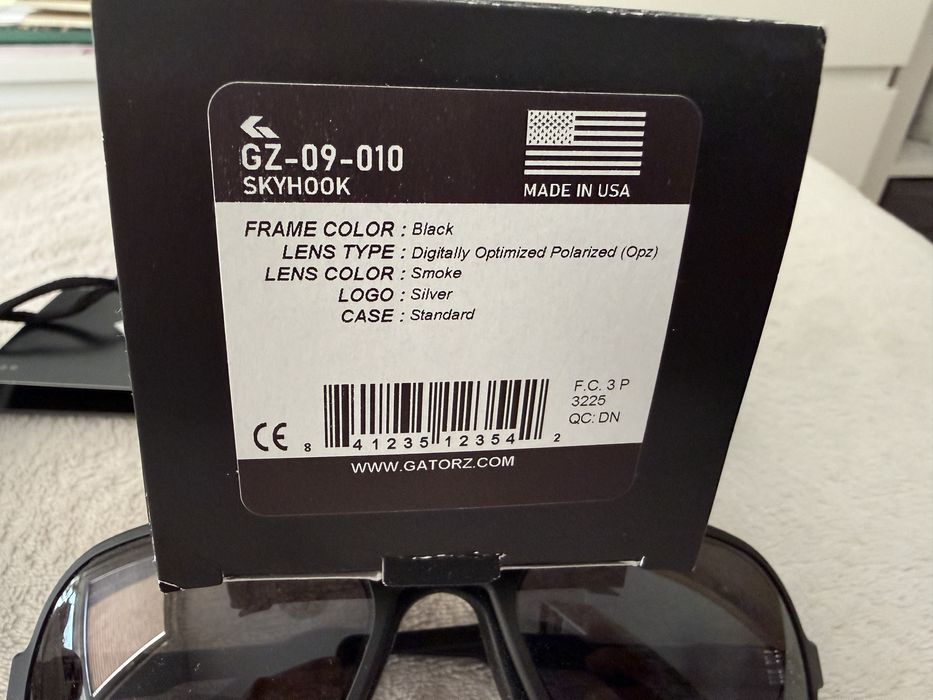 GZ-09-010
SKYHOOK
MADE IN USA
FRAME COLOR : Black
LENS TYPE : Digitally Optimized Polarized (Opz)
LENS COLOR : Smoke
LOGO : Silver
CASE : Standard
F.C. 3 P
3225
QC: DN
CE 8 41235 12354 2
WWW.GATORZ.COM